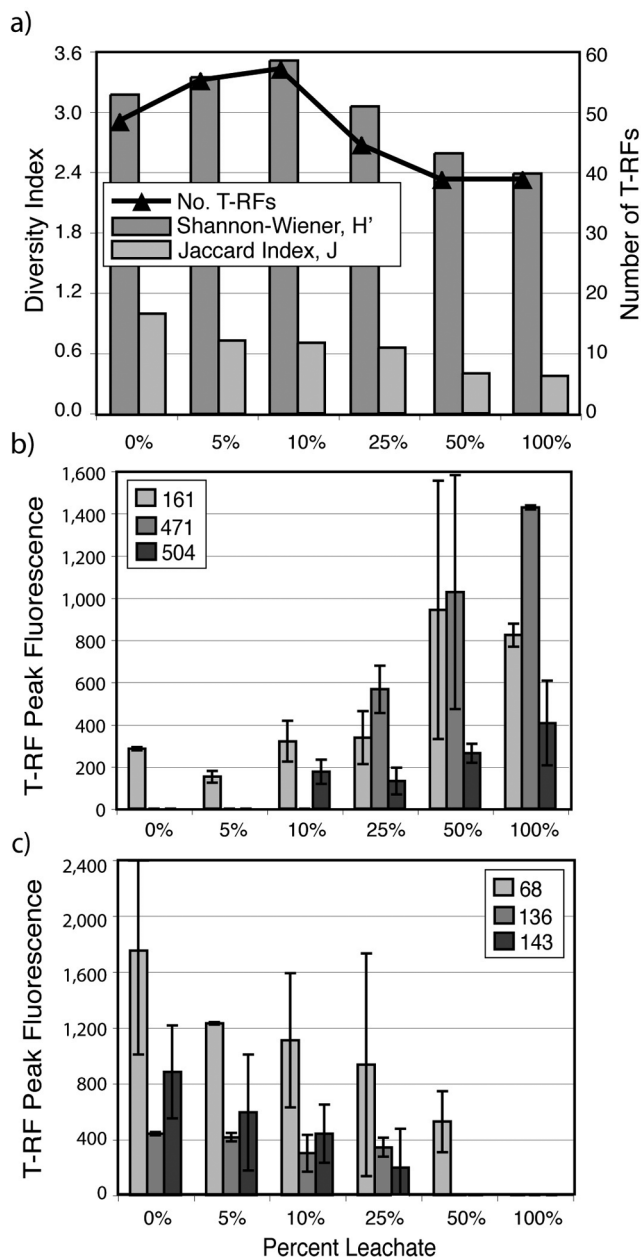 a)
Diversity Index
3.6
3.0
2.4
1.8
1.2
0.6
0.0
No. T-RFs
Shannon-Wiener, H'
Jaccard Index, J
60
50
40
30
20
10
0
Number of T-RFs
0% 5% 10% 25% 50% 100%
b)
T-RF Peak Fluorescence
1,600
1,400
1,200
1,000
800
600
400
200
0
161
471
504
0% 5% 10% 25% 50% 100%
c)
T-RF Peak Fluorescence
2,400
2,000
1,600
1,200
800
400
0
68
136
143
0% 5% 10% 25% 50% 100%
Percent Leachate